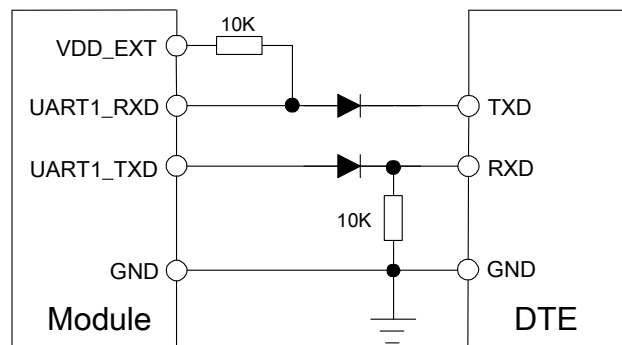 10K
VDD_EXT
UART1_RXD
TXD
UART1_TXD
RXD
10K
GND
GND
Module
DTE